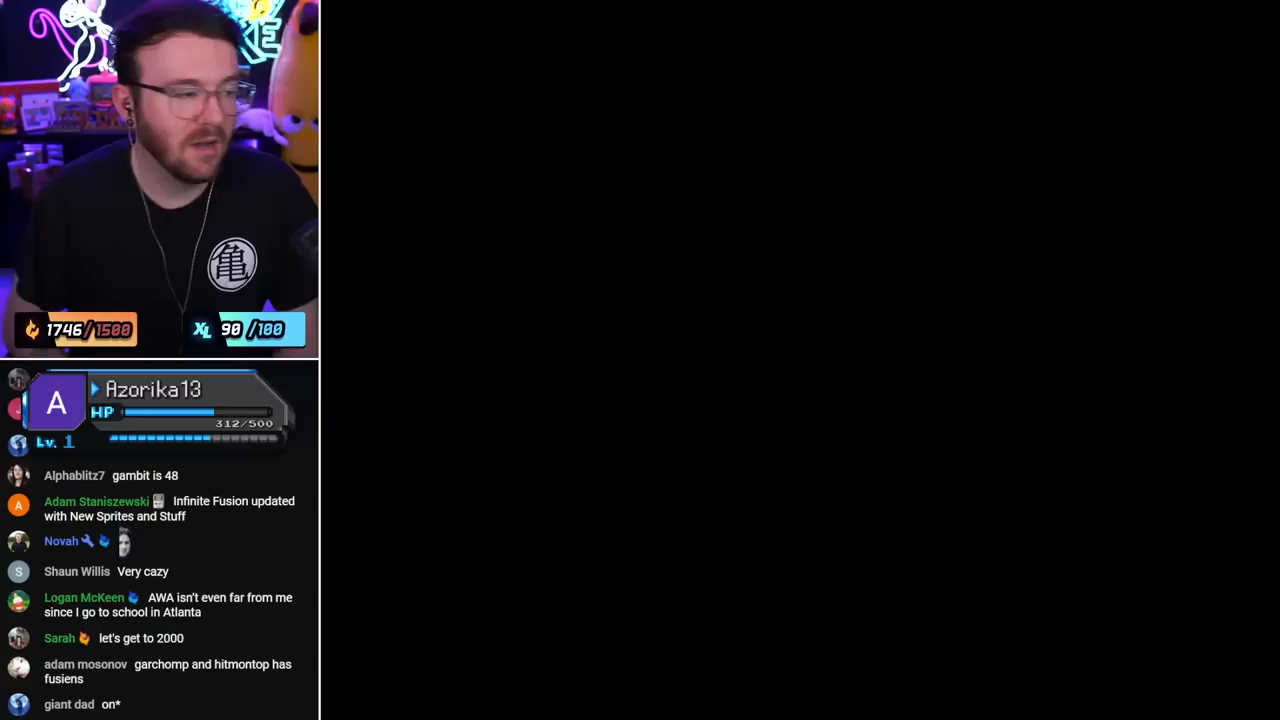 KE
亀
1746/1500
XL 90 /100
A
Azorika13
HP
312/500
Lv. 1
J
Alphablitz7 gambit is 48
A
Adam Staniszewski Infinite Fusion updated
with New Sprites and Stuff
Novah
S
Shaun Willis Very cazy
Logan McKeen AWA isn't even far from me
since I go to school in Atlanta
Sarah let's get to 2000
adam mosonov garchomp and hitmontop has
fusiens
giant dad on*